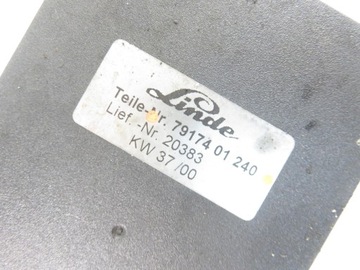 Linde
Teile-Nr. 79174 01 240
Lief. -Nr. 20383
KW 37 /00